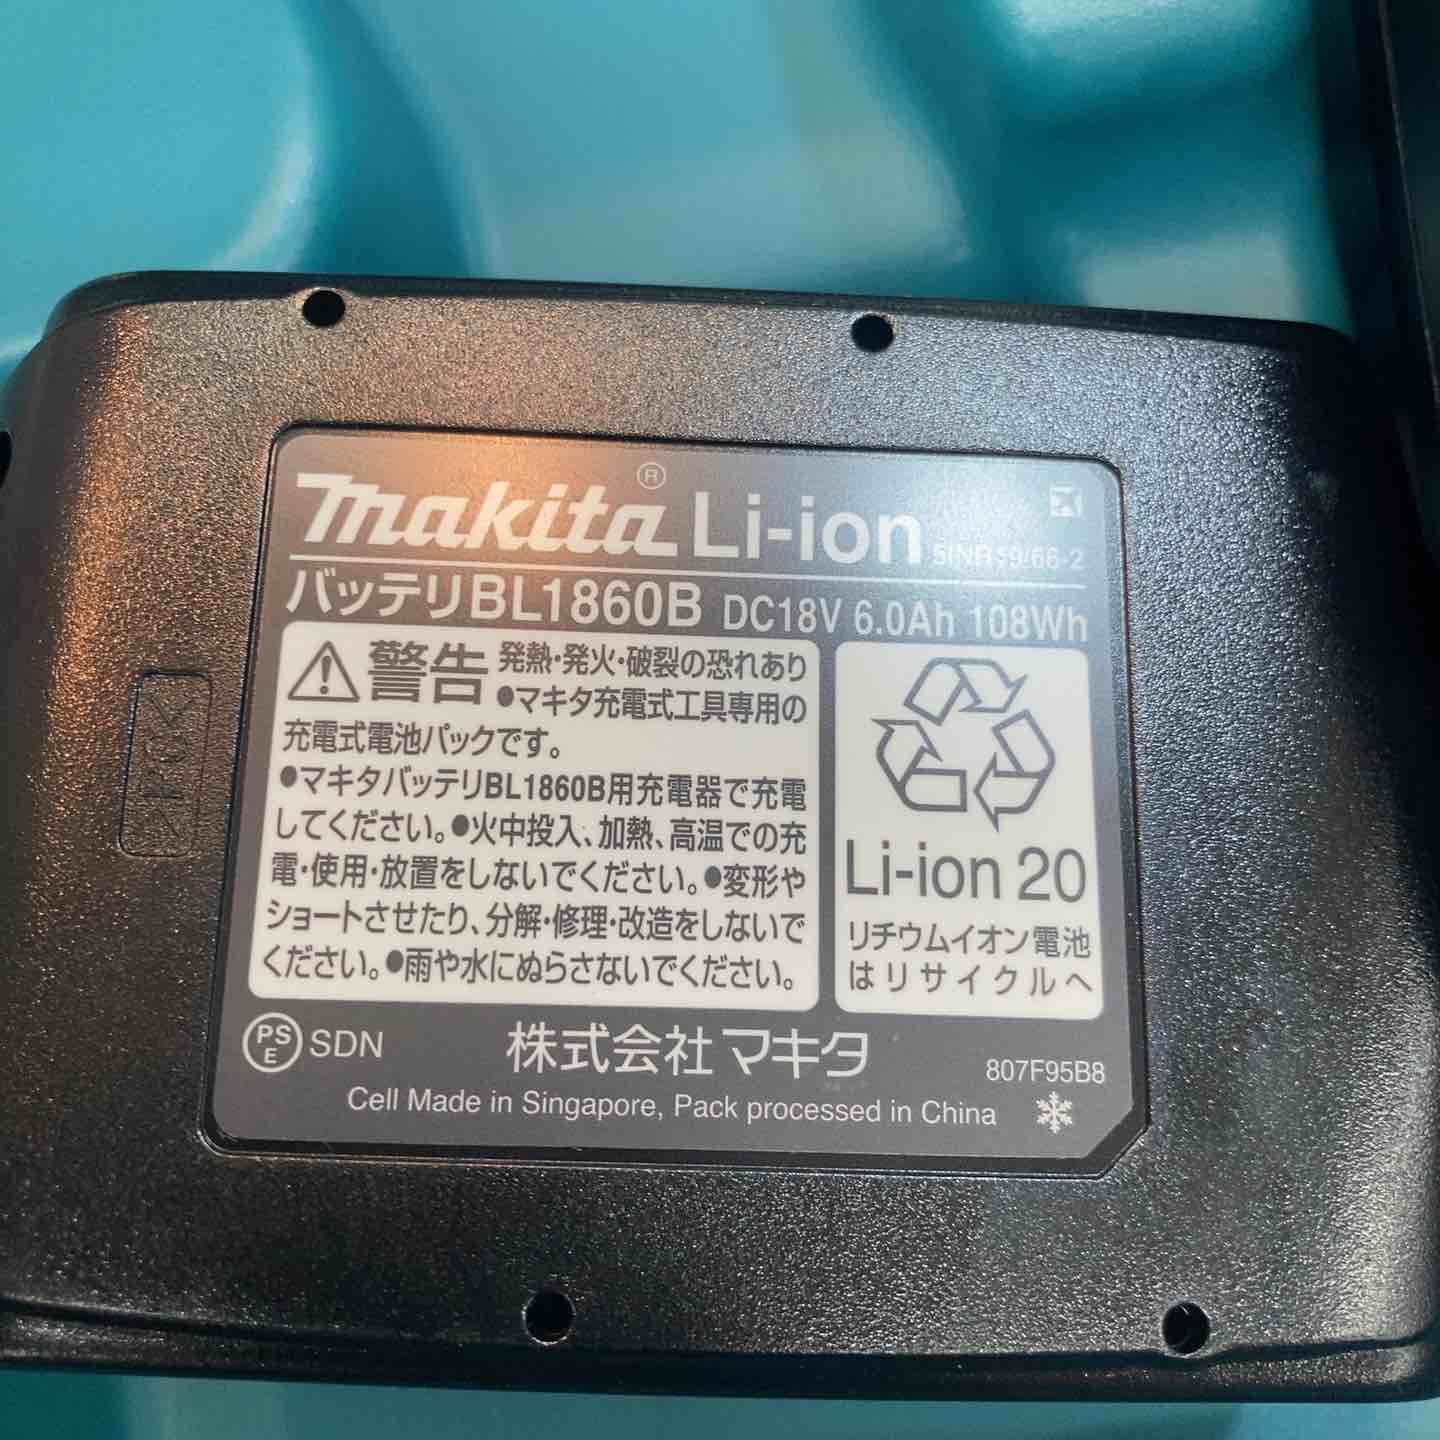 makita® Li-ion 5INR19/66-2
バッテリBL1860B DC18V 6.0Ah 108Wh
警告 発熱・発火・破裂の恐れあり
●マキタ充電式工具専用の
充電式電池パックです。
●マキタバッテリBL1860B用充電器で充電
してください。●火中投入、加熱、高温での充
電・使用・放置をしないでください。●変形や
ショートさせたり、分解・修理・改造をしないで
ください。●雨や水にぬらさないでください。
Li-ion 20
リチウムイオン電池
はリサイクルへ
PSE SDN 株式会社マキタ 807F95B8
Cell Made in Singapore, Pack processed in China